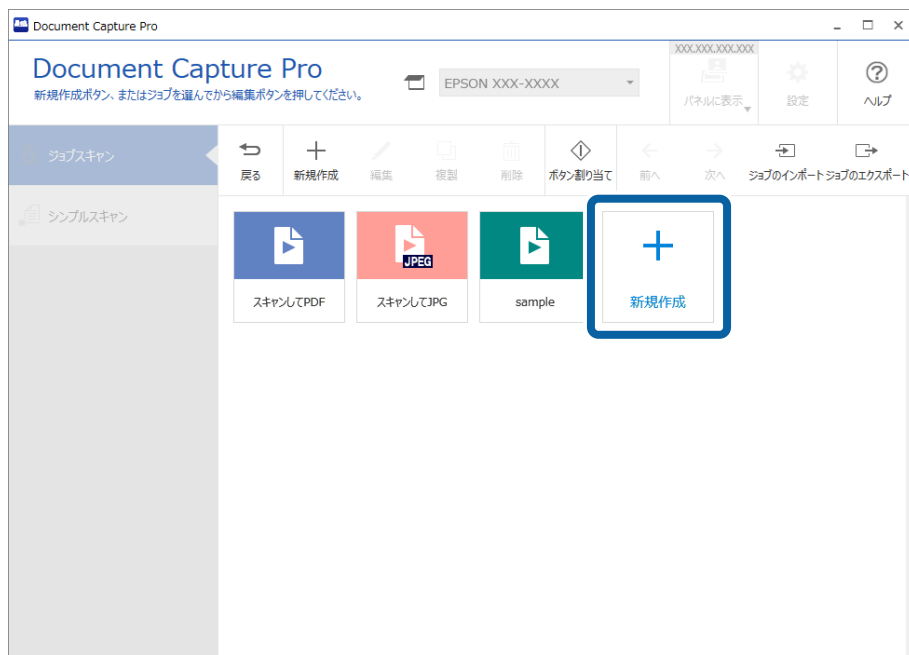 Document Capture Pro
Document Capture Pro
新規作成ボタン、またはジョブを選んでから編集ボタンを押してください。
EPSON XXX-XXXX
XXX.XXX.XXX.XXX
パネルに表示
設定
ヘルプ
ジョブスキャン
シンプルスキャン
戻る
新規作成
編集
複製
削除
ボタン割り当て
前へ
次へ
ジョブのインポート
ジョブのエクスポート
JPEG
スキャンしてPDF
スキャンしてJPG
sample
新規作成